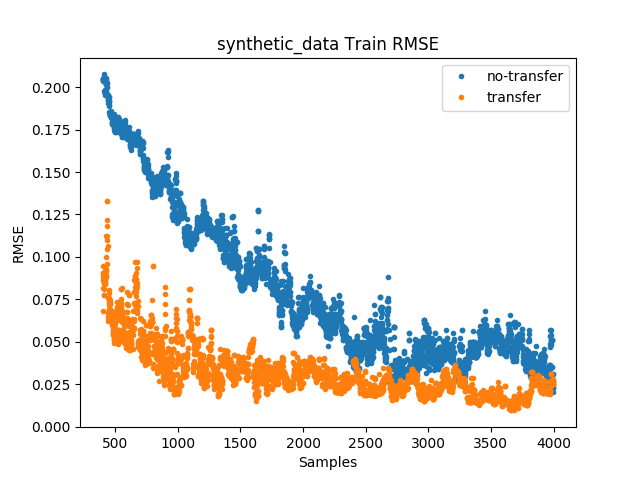 synthetic_data Train RMSE
no-transfer
transfer
RMSE
0.200
0.175
0.150
0.125
0.100
0.075
0.050
0.025
0.000
500 1000 1500 2000 2500 3000 3500 4000
Samples